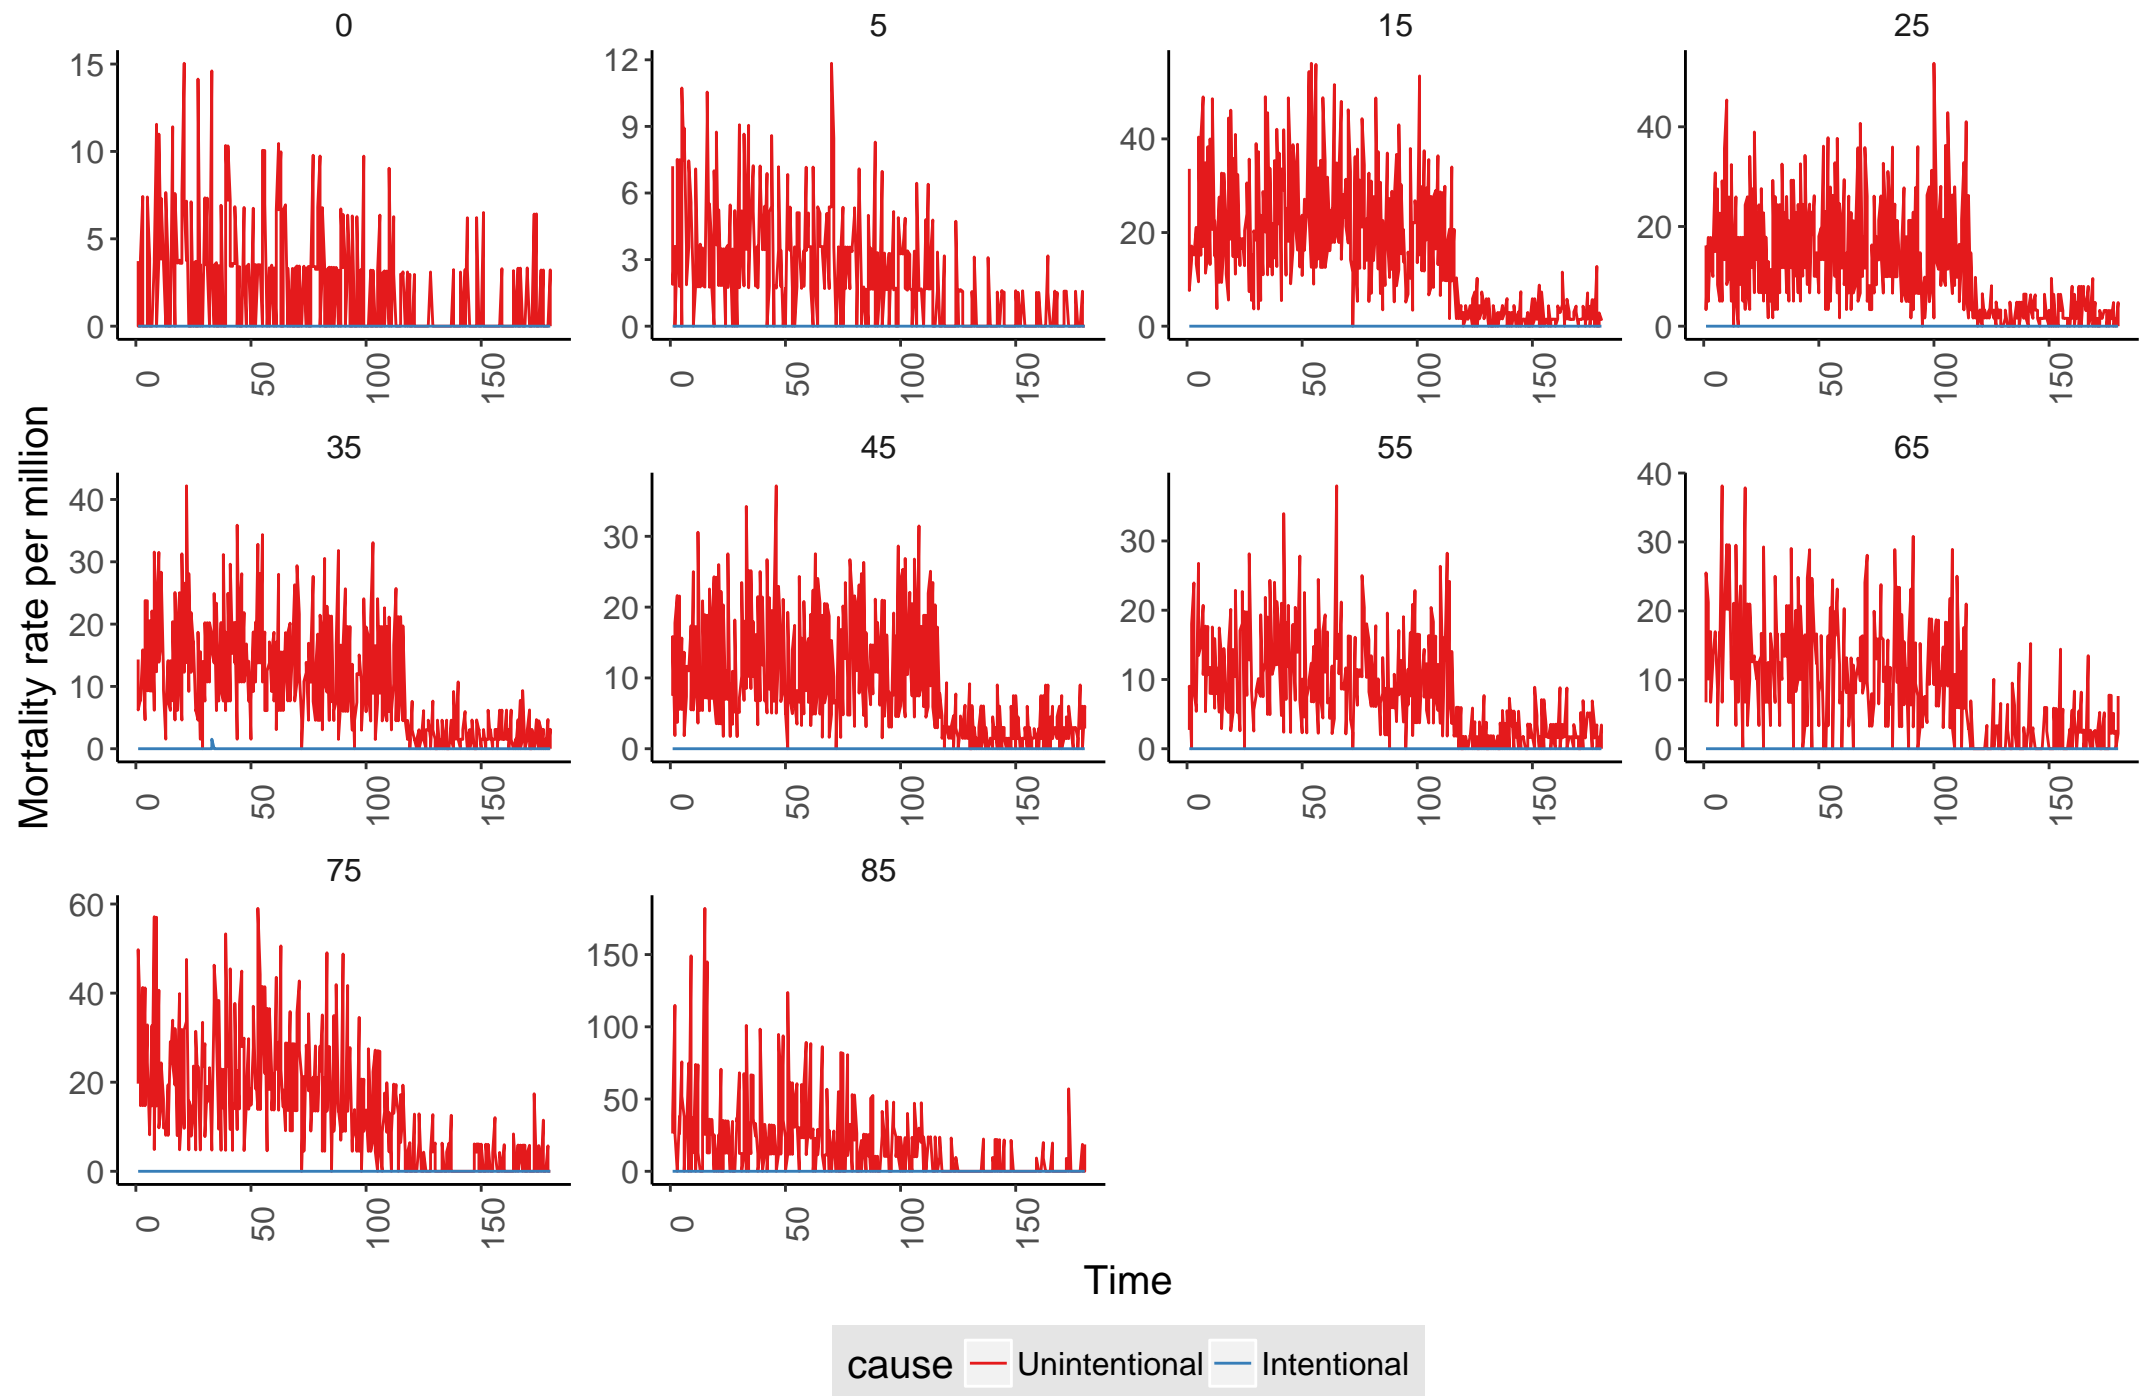 0 5 15 25
15 12
10 9 40 40
5 6 20 20
0 3 0 0
0
0 50 100 150 0 50 100 150 0 50 100 150 0 50 100 150
Mortality rate per million
35 45 55 65
40 30 30 40
30 20 20 30
20 10 10 20
10 0 0 10
0 0
0 50 100 150 0 50 100 150 0 50 100 150 0 50 100 150
75 85
60 150
40 100
20 50
0 0
0 50 100 150 0 50 100 150
Time
cause Unintentional Intentional